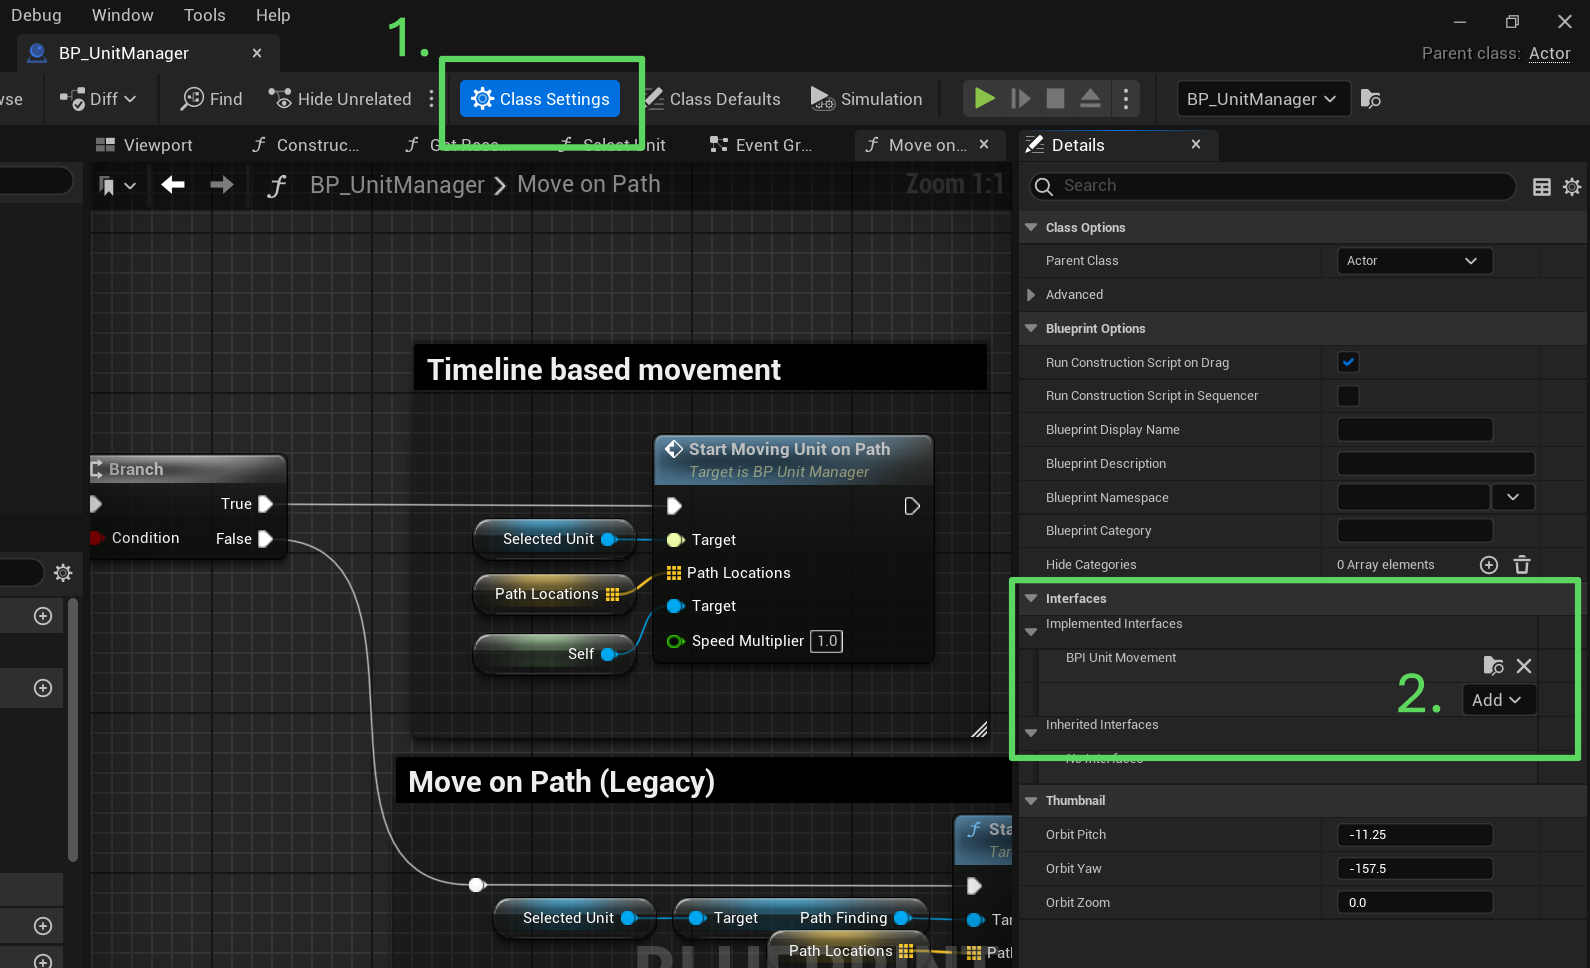 Debug Window Tools Help
1.
BP_UnitManager
Parent class: Actor
wse Diff Find Hide Unrelated Class Settings Class Defaults Simulation BP_UnitManager
Viewport Construc... Select Unit Event Gr... Move on... Details
BP_UnitManager > Move on Path Zoom 1:1
Search
Class Options
Parent Class Actor
Advanced
Blueprint Options
Run Construction Script on Drag
Run Construction Script in Sequencer
Blueprint Display Name
Blueprint Description
Blueprint Namespace
Blueprint Category
Hide Categories 0 Array elements
Interfaces
Implemented Interfaces
BPI Unit Movement
2.
Add
Inherited Interfaces
No Interfaces
Thumbnail
Orbit Pitch -11.25
Orbit Yaw -157.5
Orbit Zoom 0.0
Timeline based movement
Branch
True
Condition False
Start Moving Unit on Path
Target is BP Unit Manager
Selected Unit Target
Path Locations Path Locations
Target
Self Speed Multiplier 1.0
Move on Path (Legacy)
Sta
Tar
Selected Unit Target Path Finding Tar
Path Locations Path
BLUEPRINT